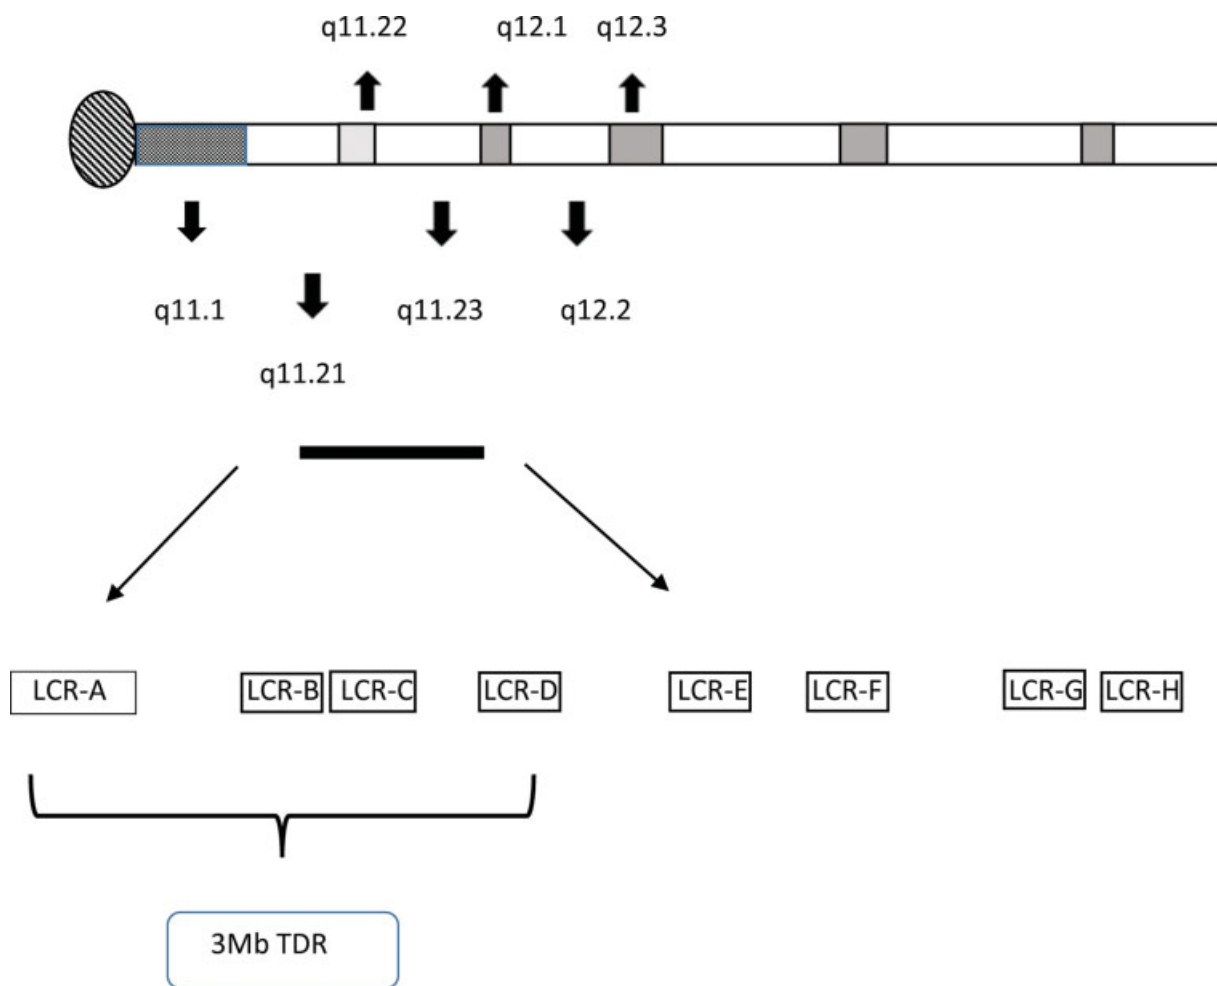 q11.22 q12.1 q12.3
q11.1 q11.23 q12.2
q11.21
LCR-A LCR-B LCR-C LCR-D LCR-E LCR-F LCR-G LCR-H
3Mb TDR